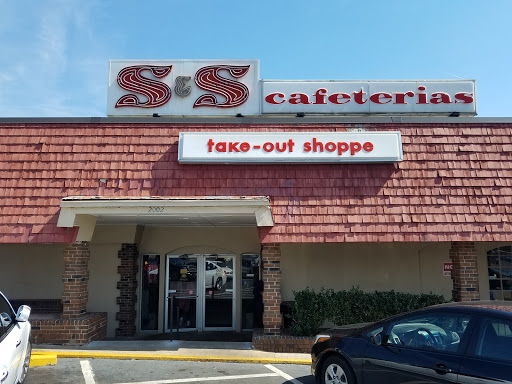 S & S cafeterias
take-out shoppe